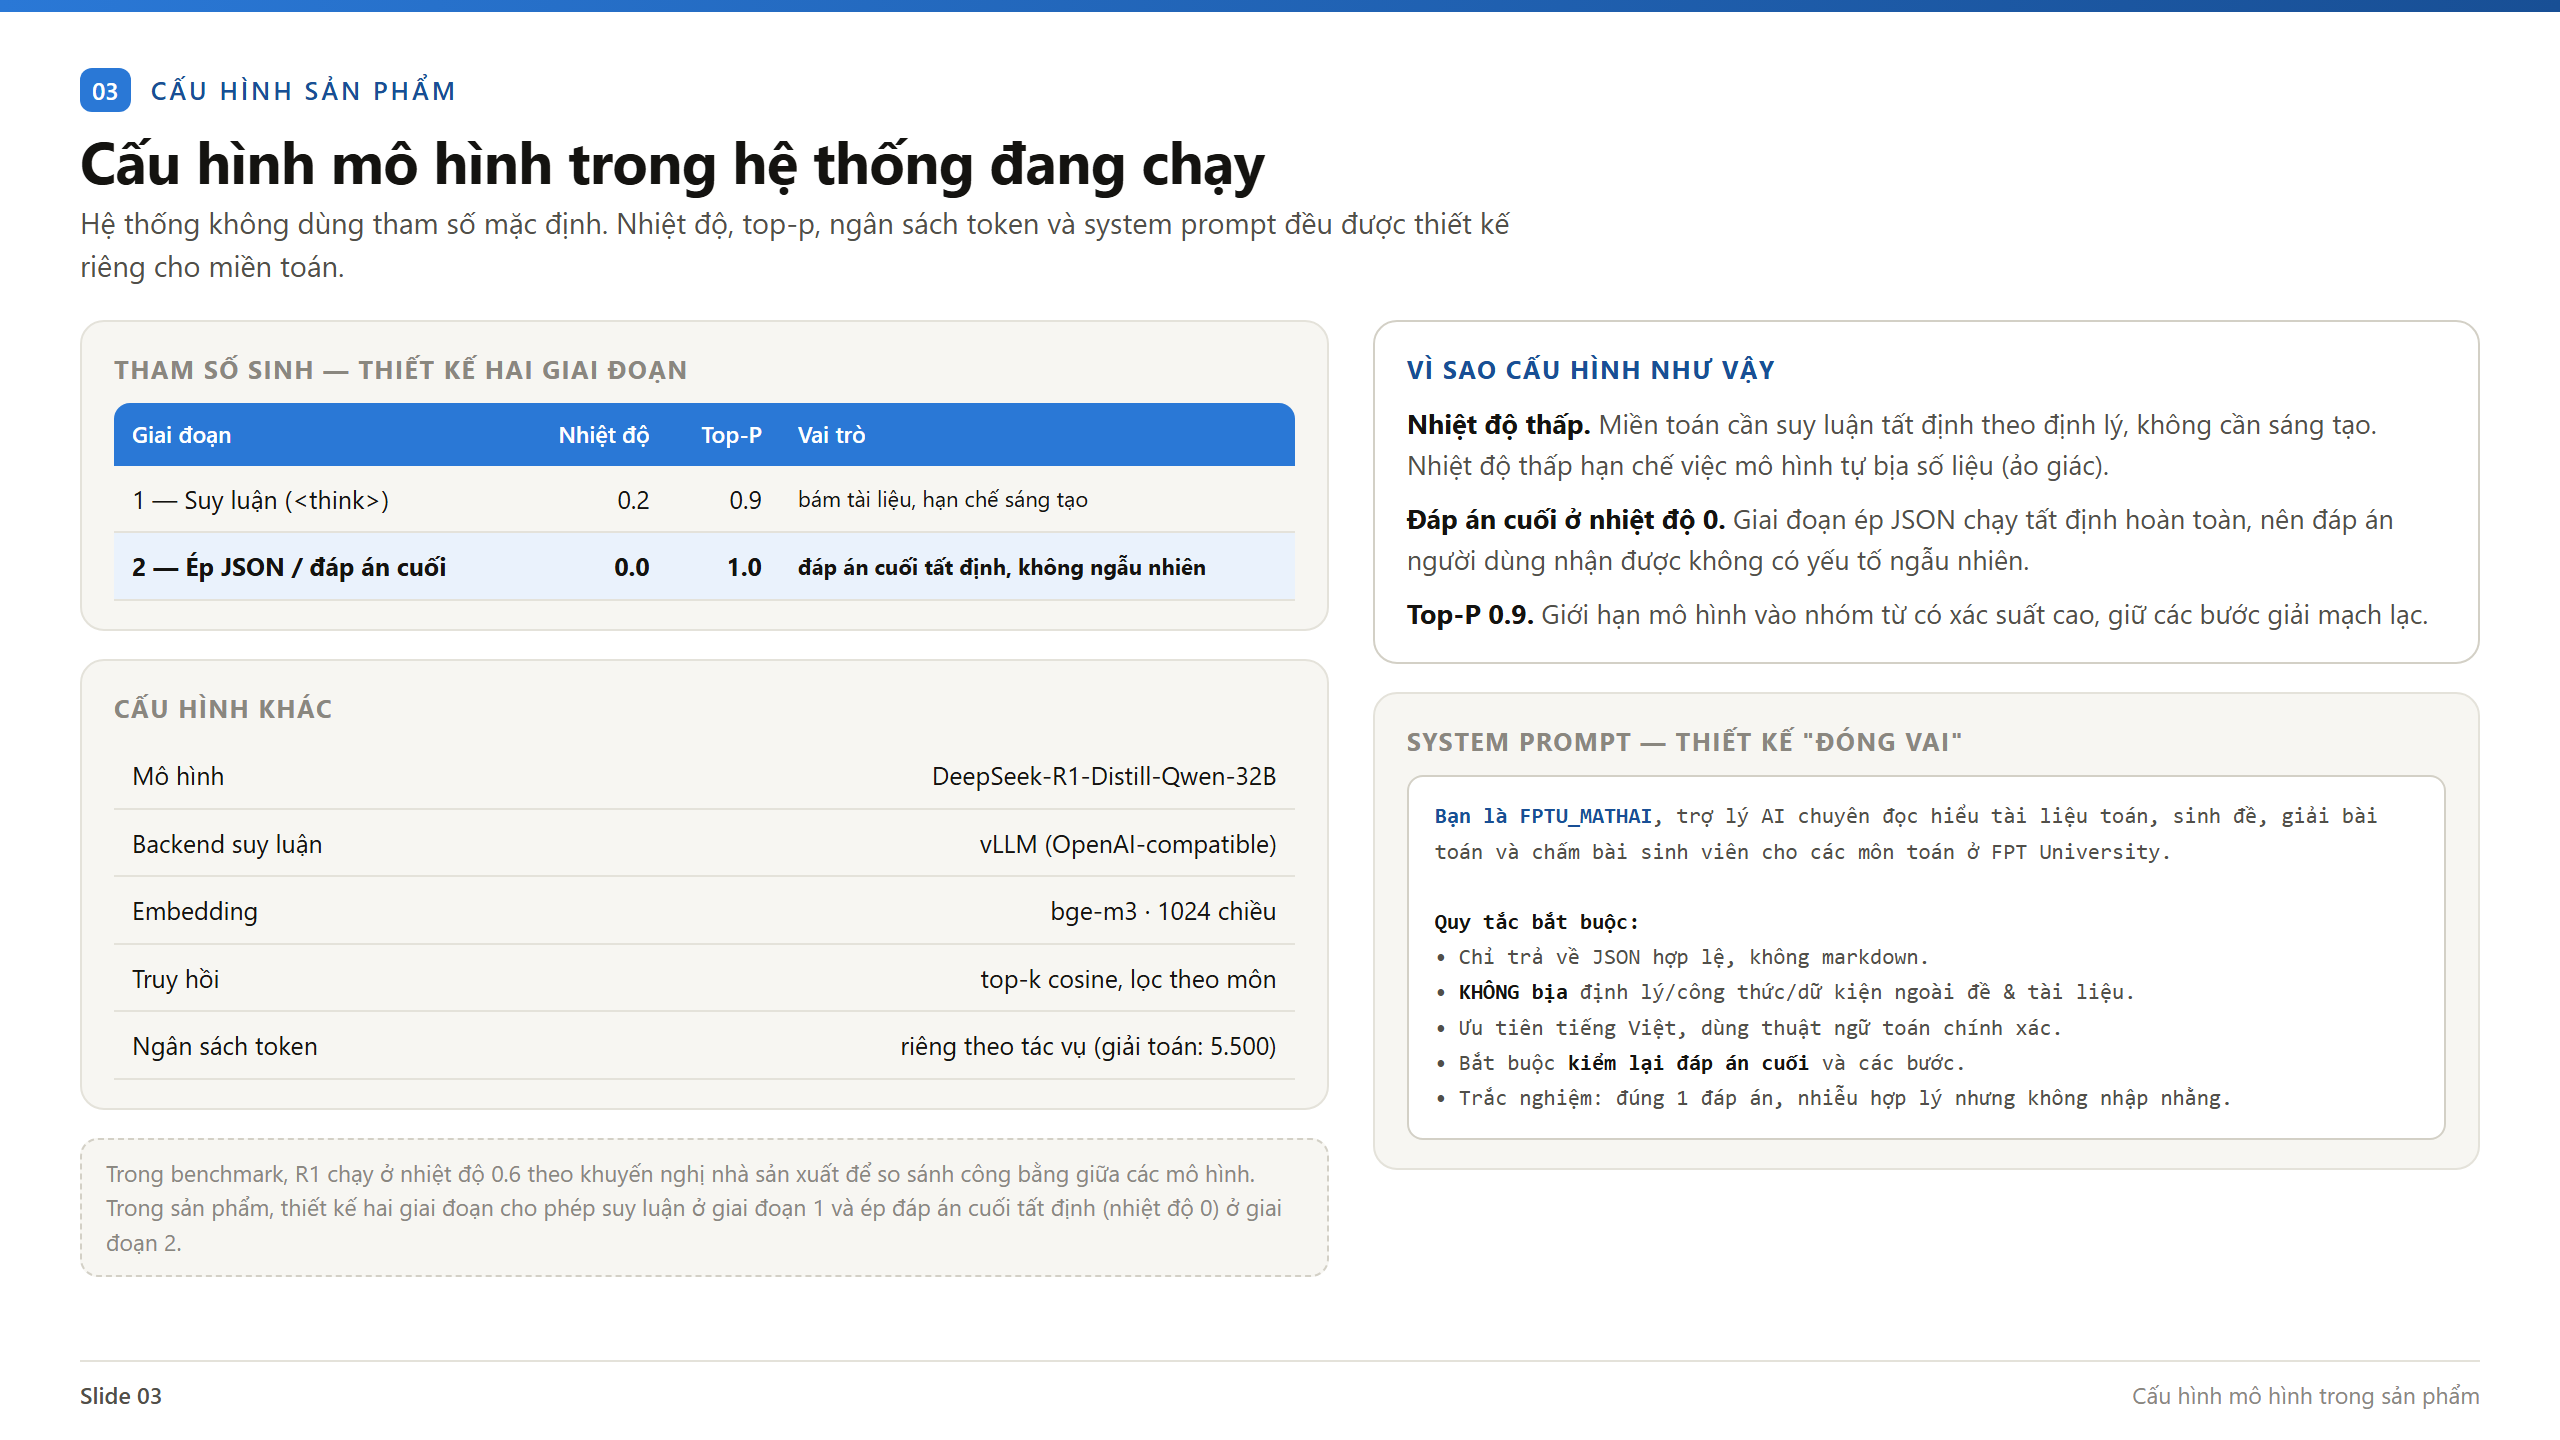 03 CẤU HÌNH SẢN PHẨM
Cấu hình mô hình trong hệ thống đang chạy
Hệ thống không dùng tham số mặc định. Nhiệt độ, top-p, ngân sách token và system prompt đều được thiết kế
riêng cho miền toán.
THAM SỐ SINH — THIẾT KẾ HAI GIAI ĐOẠN
Giai đoạn Nhiệt độ Top-P Vai trò
1 — Suy luận (<think>) 0.2 0.9 bám tài liệu, hạn chế sáng tạo
2 — Ép JSON / đáp án cuối 0.0 1.0 đáp án cuối tất định, không ngẫu nhiên
CẤU HÌNH KHÁC
Mô hình DeepSeek-R1-Distill-Qwen-32B
Backend suy luận vLLM (OpenAI-compatible)
Embedding bge-m3 · 1024 chiều
Truy hồi top-k cosine, lọc theo môn
Ngân sách token riêng theo tác vụ (giải toán: 5.500)
Trong benchmark, R1 chạy ở nhiệt độ 0.6 theo khuyến nghị nhà sản xuất để so sánh công bằng giữa các mô hình.
Trong sản phẩm, thiết kế hai giai đoạn cho phép suy luận ở giai đoạn 1 và ép đáp án cuối tất định (nhiệt độ 0) ở giai
đoạn 2.
VÌ SAO CẤU HÌNH NHƯ VẬY
Nhiệt độ thấp. Miền toán cần suy luận tất định theo định lý, không cần sáng tạo.
Nhiệt độ thấp hạn chế việc mô hình tự bịa số liệu (ảo giác).
Đáp án cuối ở nhiệt độ 0. Giai đoạn ép JSON chạy tất định hoàn toàn, nên đáp án
người dùng nhận được không có yếu tố ngẫu nhiên.
Top-P 0.9. Giới hạn mô hình vào nhóm từ có xác suất cao, giữ các bước giải mạch lạc.
SYSTEM PROMPT — THIẾT KẾ "ĐÓNG VAI"
Bạn là FPTU_MATHAI, trợ lý AI chuyên đọc hiểu tài liệu toán, sinh đề, giải bài
toán và chấm bài sinh viên cho các môn toán ở FPT University.
Quy tắc bắt buộc:
• Chỉ trả về JSON hợp lệ, không markdown.
• KHÔNG bịa định lý/công thức/dữ kiện ngoài đề & tài liệu.
• Ưu tiên tiếng Việt, dùng thuật ngữ toán chính xác.
• Bắt buộc kiểm lại đáp án cuối và các bước.
• Trắc nghiệm: đúng 1 đáp án, nhiễu hợp lý nhưng không nhập nhằng.
Slide 03
Cấu hình mô hình trong sản phẩm